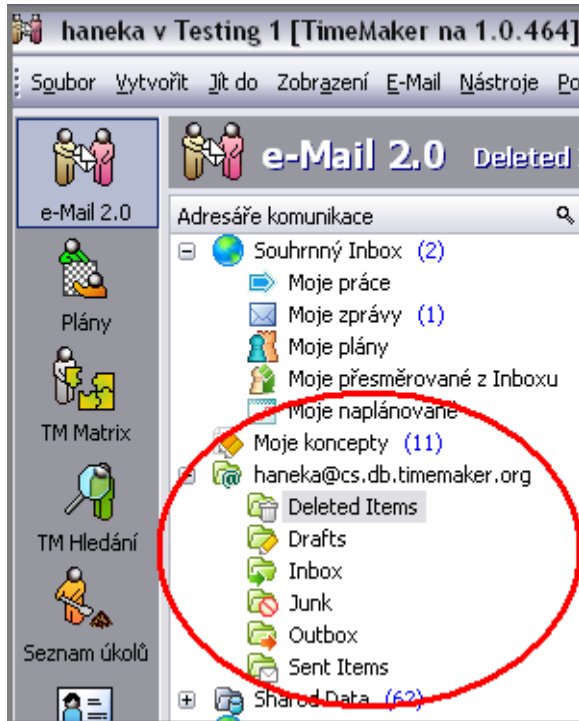 haneka v Testing 1 [TimeMaker na 1.0.464]
Soubor Vytvořit Jít do Zobrazení E-Mail Nástroje
e-Mail 2.0 Deleted
e-Mail 2.0
Plány
TM Matrix
TM Hledání
Seznam úkolů
Adresáře komunikace
Souhrnný Inbox (2)
Moje práce
Moje zprávy (1)
Moje plány
Moje přesměrované z Inboxu
Moje naplánované
Moje koncepty (11)
haneka@cs.db.timemaker.org
Deleted Items
Drafts
Inbox
Junk
Outbox
Sent Items
Shared Data (62)